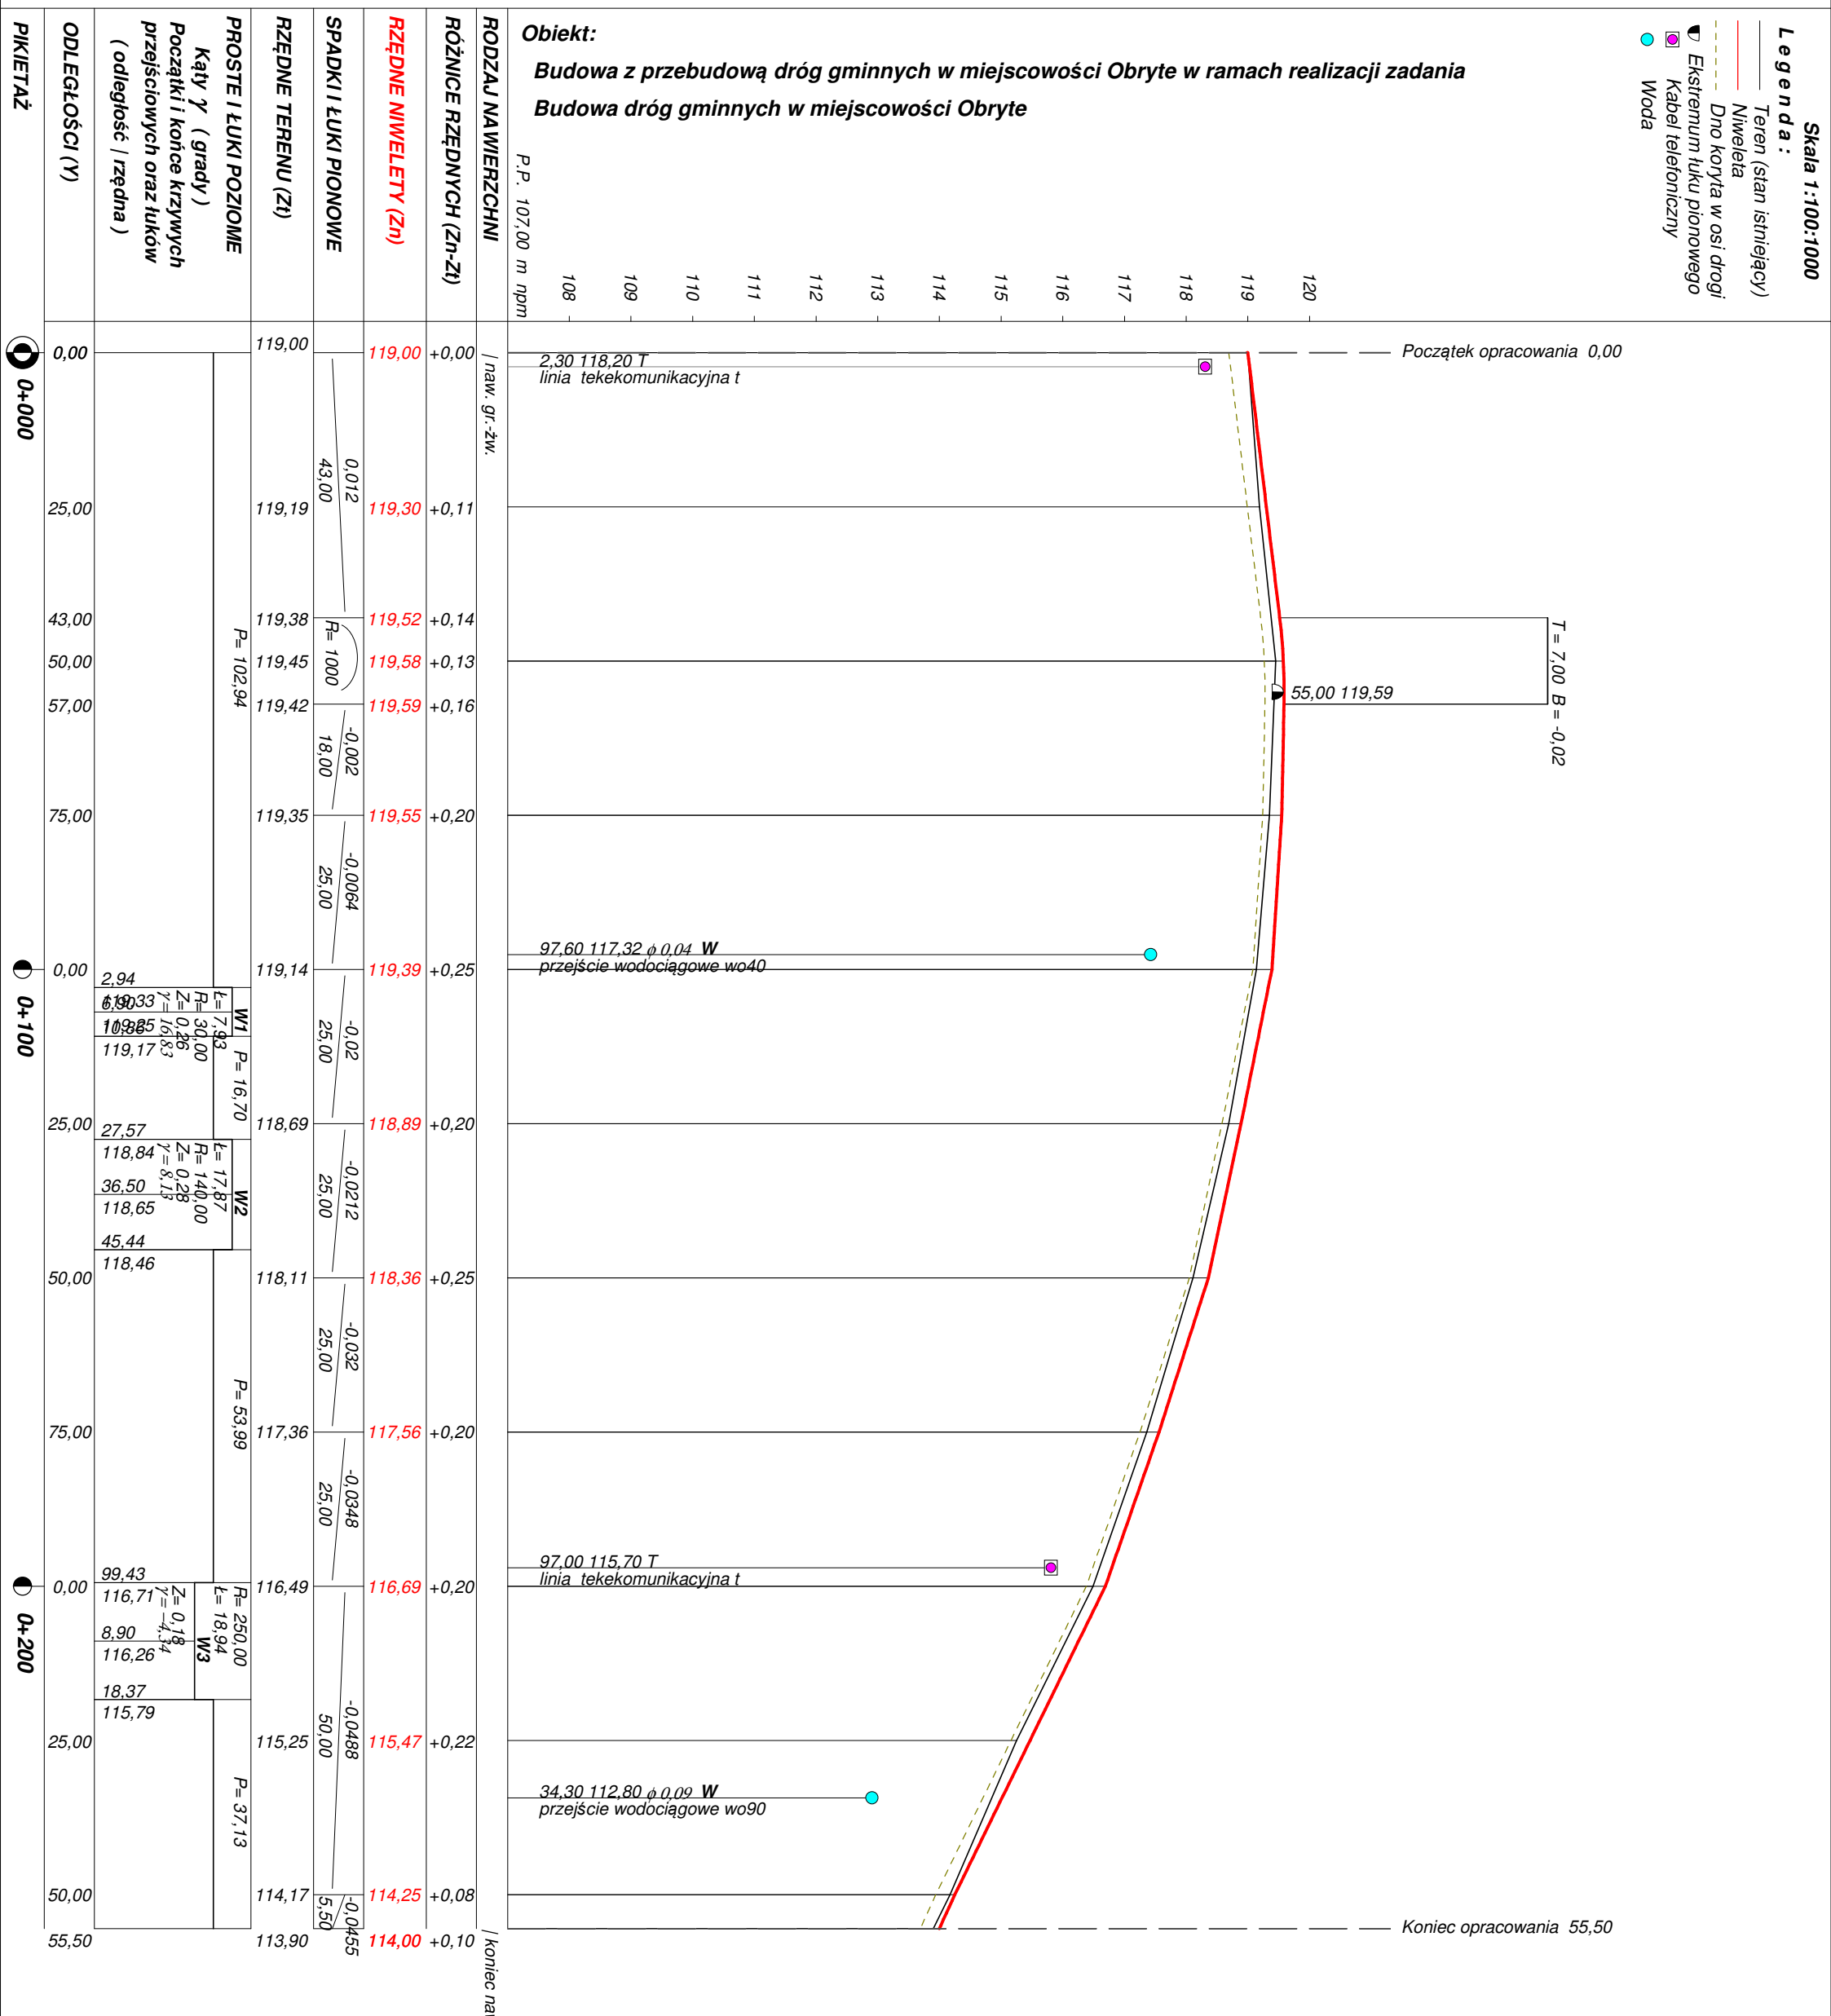 Skala 1:100:1000
Legenda :
Teren (stan istniejący)
Niweleta
Dno koryta w osi drogi
Ekstremum łuku pionowego
Kabel telefoniczny
Woda
Obiekt:
Budowa z przebudową dróg gminnych w miejscowości Obryte w ramach realizacji zadania
Budowa dróg gminnych w miejscowości Obryte
P.P. 107,00 m npm
120
119
118
117
116
115
114
113
112
111
110
109
108
Początek opracowania 0,00
Koniec opracowania 55,50
T = 7,00 B = -0,02
55,00 119,59
2,30 118,20 T
linia tekekomunikacyjna t
97,60 117,32 ϕ 0,04 W
przejście wodociągowe wo40
97,00 115,70 T
linia tekekomunikacyjna t
34,30 112,80 ϕ 0,09 W
przejście wodociągowe wo90
RODZAJ NAWIERZCHNI
| naw. gr.-żw.
| koniec
RÓŻNICE RZĘDNYCH (Zn-Zt)
+0,00
+0,11
+0,14
+0,13
+0,16
+0,20
+0,25
+0,20
+0,25
+0,20
+0,20
+0,22
+0,08
+0,10
RZĘDNE NIWELETY (Zn)
119,00
119,30
119,52
119,58
119,59
119,55
119,39
118,89
118,36
117,56
116,69
115,47
114,25
114,00
SPADKI I ŁUKI PIONOWE
0,012
43,00
R= 1000
-0,002
18,00
-0,0064
25,00
-0,02
25,00
-0,0212
25,00
-0,032
25,00
-0,0348
25,00
-0,0488
50,00
-0,0455
5,50
RZĘDNE TERENU (Zt)
119,00
119,19
119,38
119,45
119,42
119,35
119,14
118,69
118,11
117,36
116,49
115,25
114,17
113,90
PROSTE I ŁUKI POZIOME
Kąty γ ( grady )
Początki i końce krzywych
przejściowych oraz łuków
( odległość | rzędna )
P= 102,94
W1
Ł= 7,93
R= 30,00
Z= 0,26
γ= 16,83
2,94
119,33
6,90
119,25
10,86
119,17
P= 16,70
W2
Ł= 17,87
R= 140,00
Z= 0,28
γ= 8,13
27,57
118,84
36,50
118,65
45,44
118,46
P= 53,99
R= 250,00
Ł= 18,94
W3
Z= 0,18
γ= -4,34
99,43
116,71
8,90
116,26
18,37
115,79
P= 37,13
ODLEGŁOŚCI (Y)
0,00
25,00
43,00
50,00
57,00
75,00
0,00
25,00
50,00
75,00
0,00
25,00
50,00
55,50
PIKIETAŻ
0+000
0+100
0+200